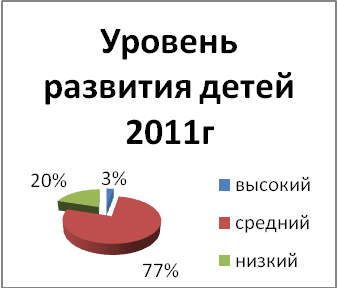 Уровень
развития детей
2011г
20%
3%
77%
высокий
средний
низкий